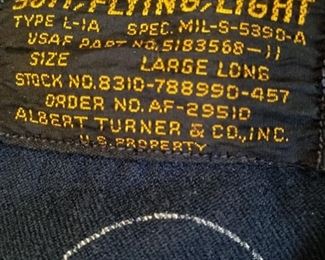 SUIT, FLYING, LIGHT
TYPE L-1A SPEC. MIL-S-5390-A
USAF PART NO. 5183568-11
SIZE LARGE LONG
STOCK NO. 8310-788990-457
ORDER NO. AF-29510
ALBERT TURNER & CO., INC.
U.S. PROPERTY